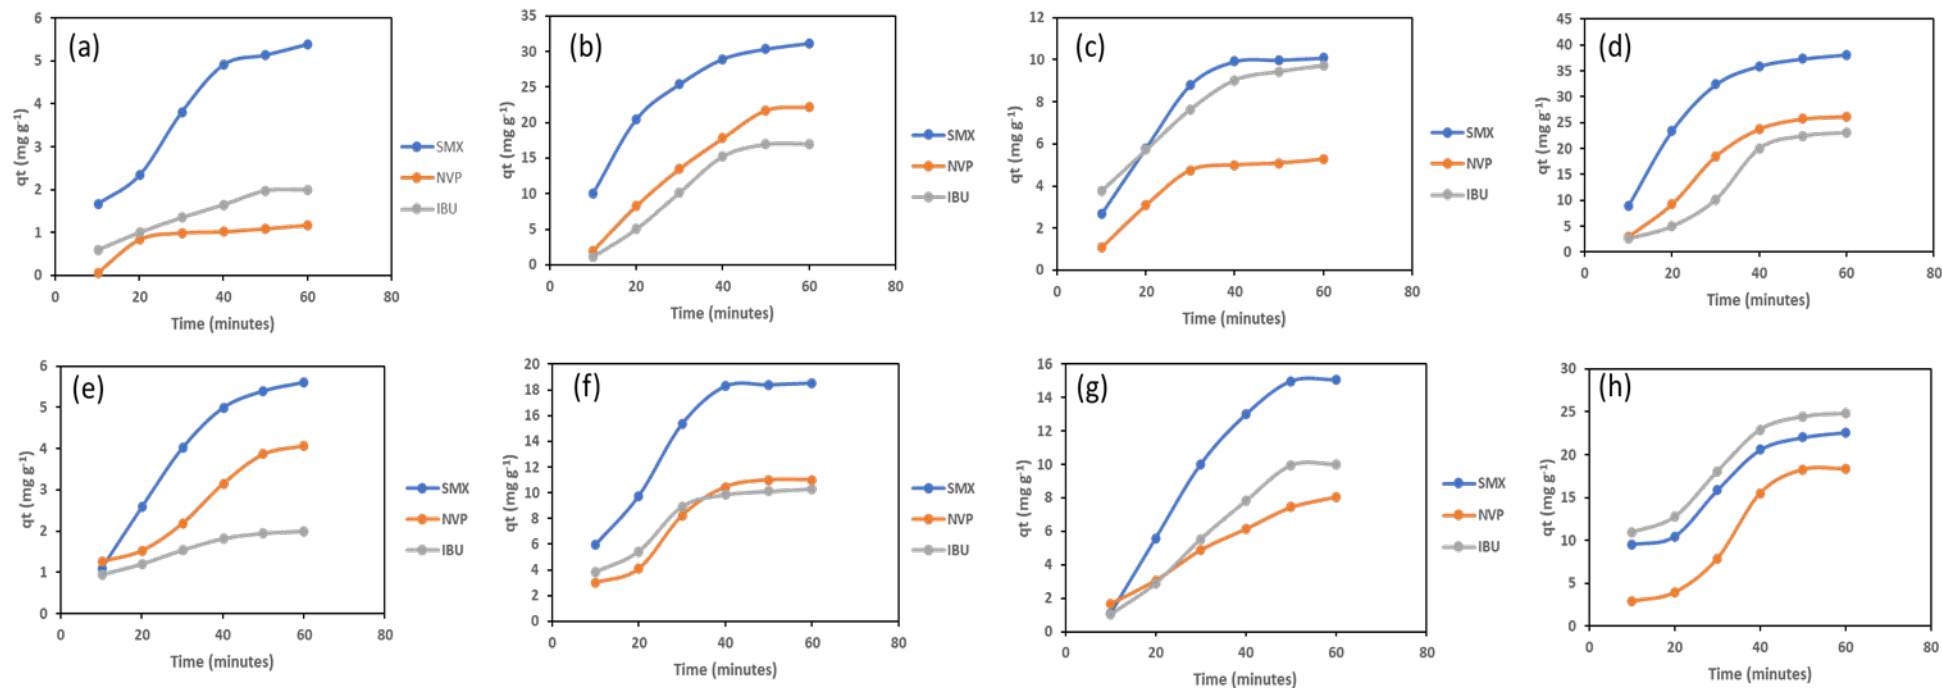 (a)
6
5
4
3
2
1
0
qt (mg g⁻¹)
0 20 40 60 80
Time (minutes)
SMX
NVP
IBU
(b)
35
30
25
20
15
10
5
0
qt (mg g⁻¹)
0 20 40 60 80
Time (minutes)
SMX
NVP
IBU
(c)
12
10
8
6
4
2
0
qt (mg g⁻¹)
0 20 40 60 80
Time (minutes)
SMX
NVP
IBU
(d)
45
40
35
30
25
20
15
10
5
0
qt (mg g⁻¹)
0 20 40 60 80
Time (minutes)
(e)
6
5
4
3
2
1
0
qt (mg g⁻¹)
0 20 40 60 80
Time (minutes)
SMX
NVP
IBU
(f)
20
18
16
14
12
10
8
6
4
2
0
qt (mg g⁻¹)
0 20 40 60 80
Time (minutes)
SMX
NVP
IBU
(g)
16
14
12
10
8
6
4
2
0
qt (mg g⁻¹)
0 20 40 60 80
Time (minutes)
SMX
NVP
IBU
(h)
30
25
20
15
10
5
0
qt (mg g⁻¹)
0 20 40 60 80
Time (minutes)